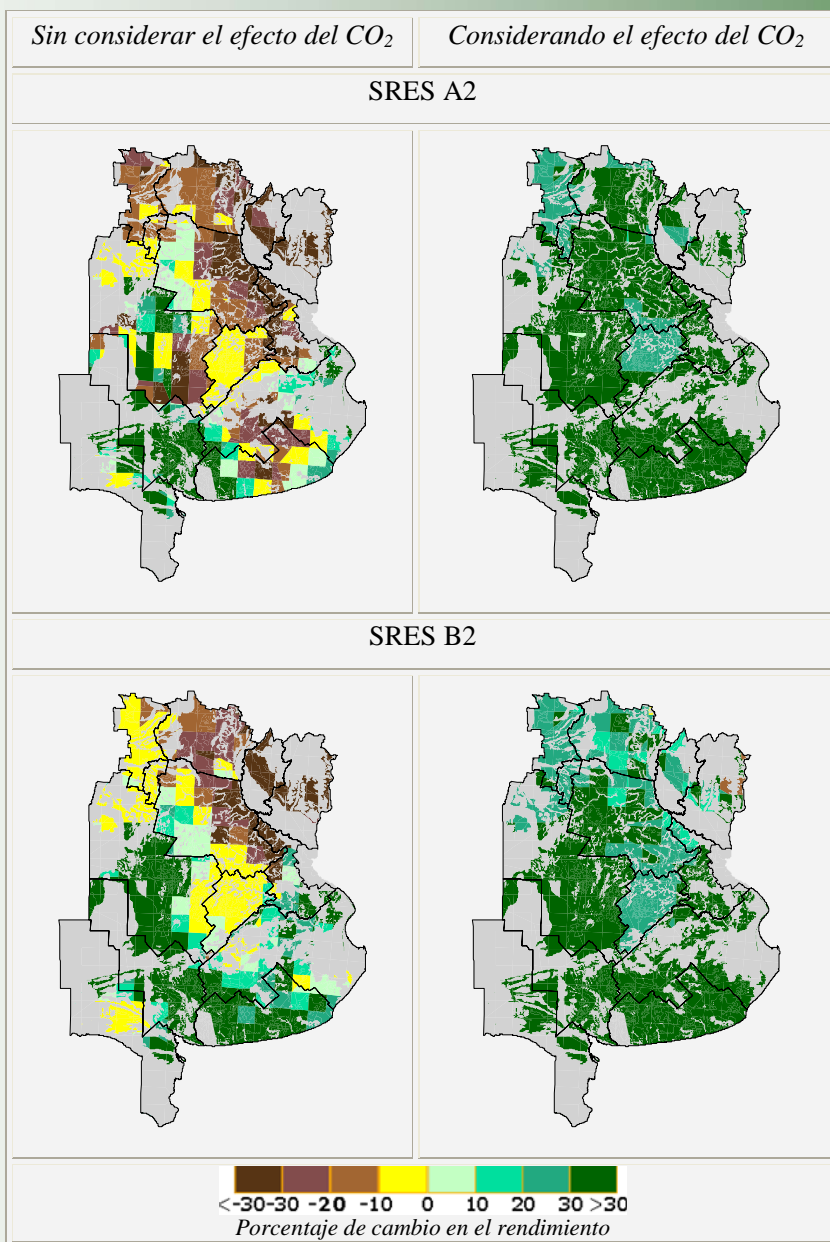 Sin considerar el efecto del CO₂
Considerando el efecto del CO₂
SRES A2
SRES B2
<-30-30 -20 -10 0 10 20 30 >30
Porcentaje de cambio en el rendimiento